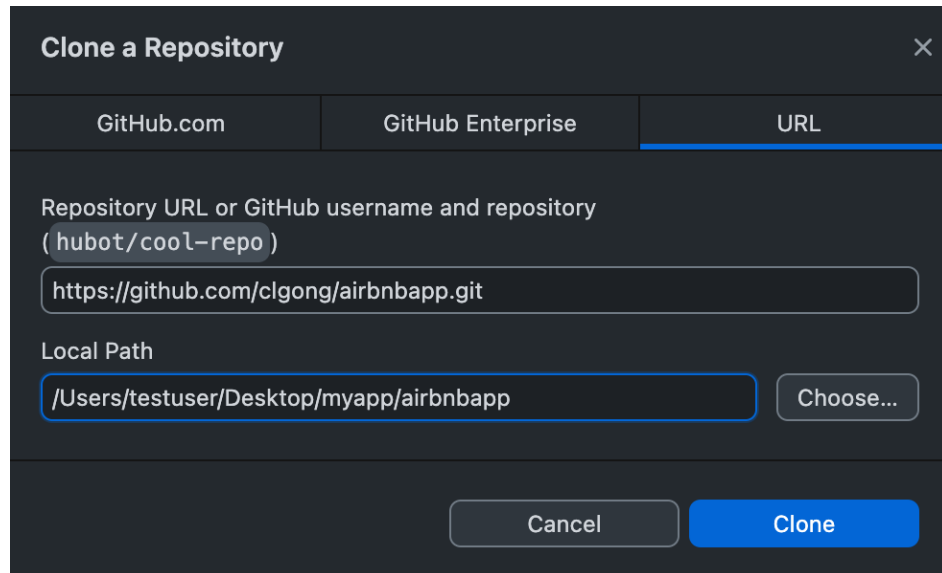 Clone a Repository
GitHub.com GitHub Enterprise URL
Repository URL or GitHub username and repository
(hubot/cool-repo)
https://github.com/clgong/airbnbapp.git
Local Path
/Users/testuser/Desktop/myapp/airbnbapp Choose...
Cancel Clone